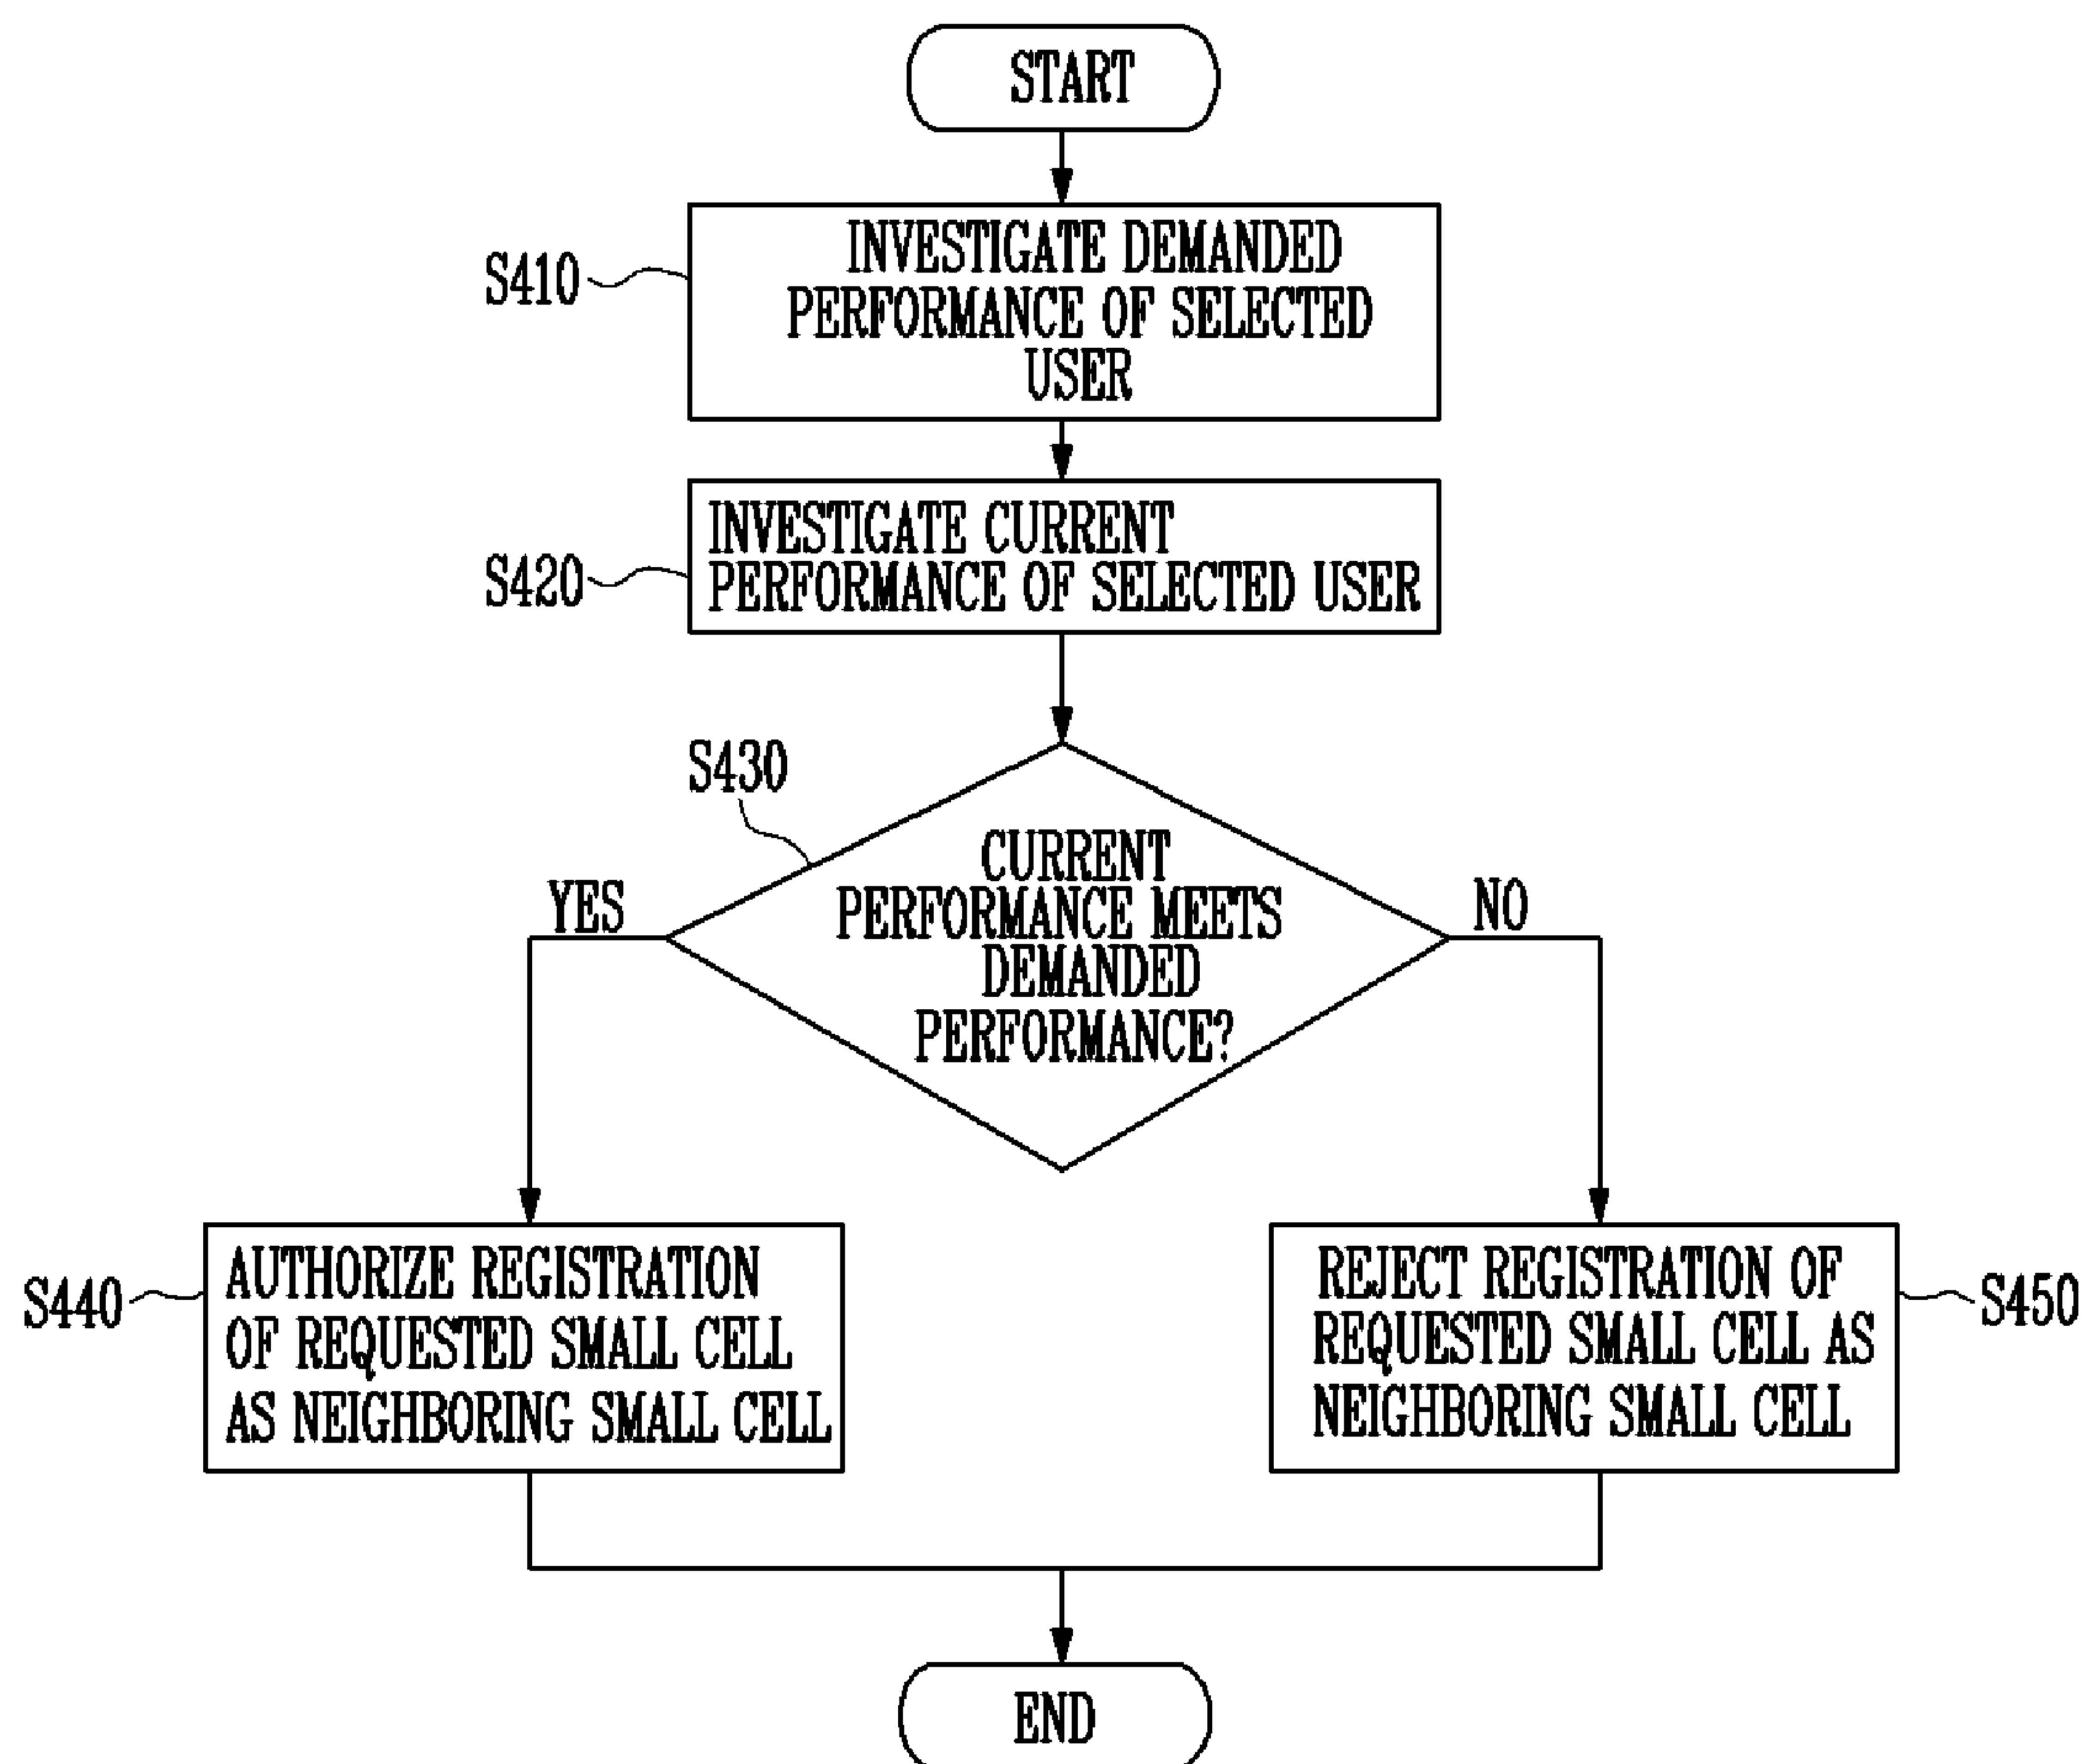 START
S410
INVESTIGATE DEMANDED
PERFORMANCE OF SELECTED
USER
S420
INVESTIGATE CURRENT
PERFORMANCE OF SELECTED USER
S430
CURRENT
PERFORMANCE MEETS
DEMANDED
PERFORMANCE?
YES
NO
S440
AUTHORIZE REGISTRATION
OF REQUESTED SMALL CELL
AS NEIGHBORING SMALL CELL
REJECT REGISTRATION OF
REQUESTED SMALL CELL AS
NEIGHBORING SMALL CELL
S450
END